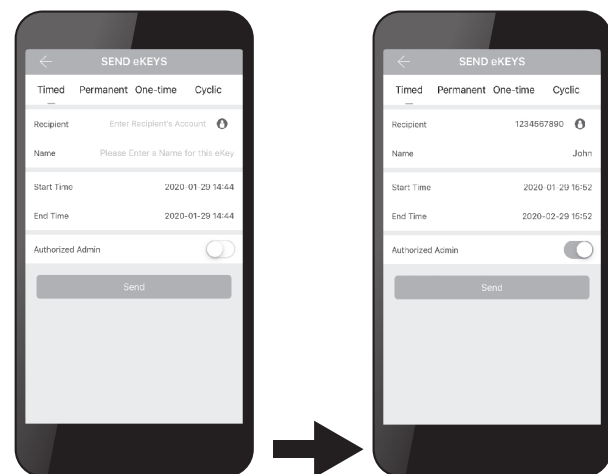 SEND eKEYS
Timed Permanent One-time Cyclic
Recipient Enter Recipient's Account
Name Please Enter a Name for this eKey
Start Time 2020-01-29 14:44
End Time 2020-01-29 14:44
Authorized Admin
Send
SEND eKEYS
Timed Permanent One-time Cyclic
Recipient 1234567890
Name John
Start Time 2020-01-29 16:52
End Time 2020-02-29 16:52
Authorized Admin
Send